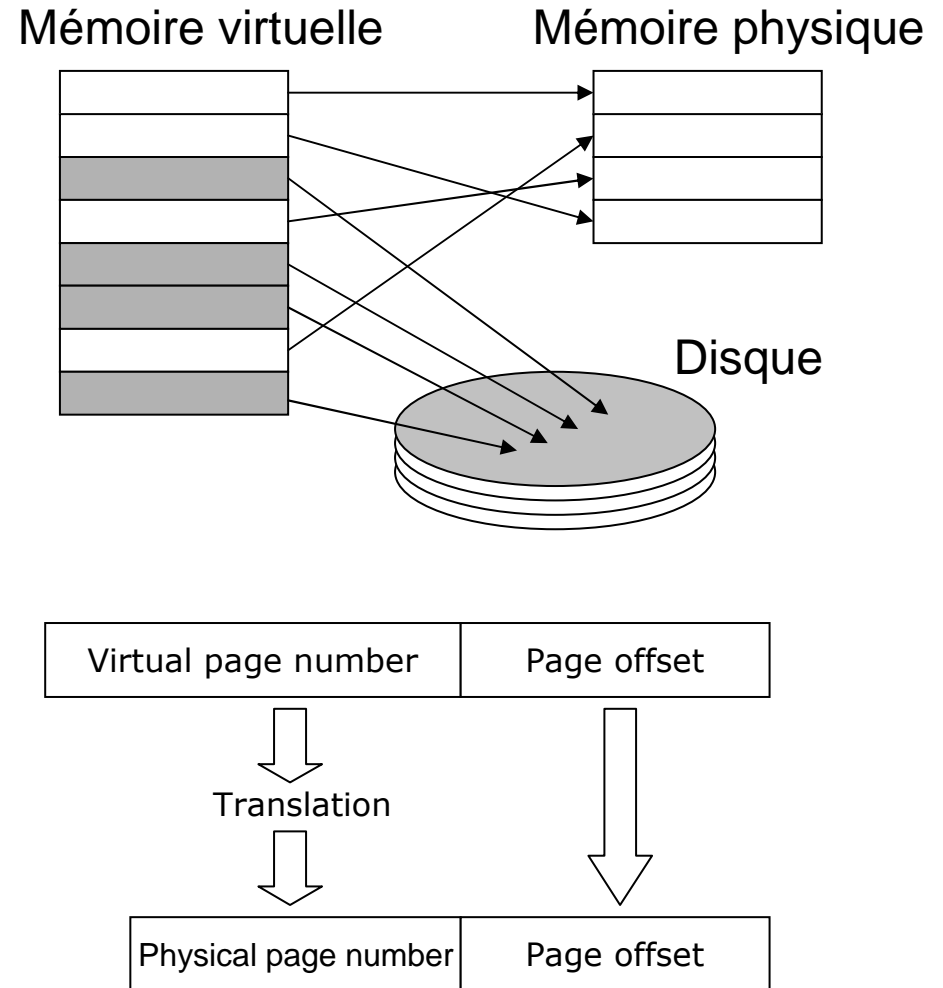 Mémoire virtuelle
Mémoire physique
Disque
Virtual page number
Page offset
Translation
Physical page number
Page offset